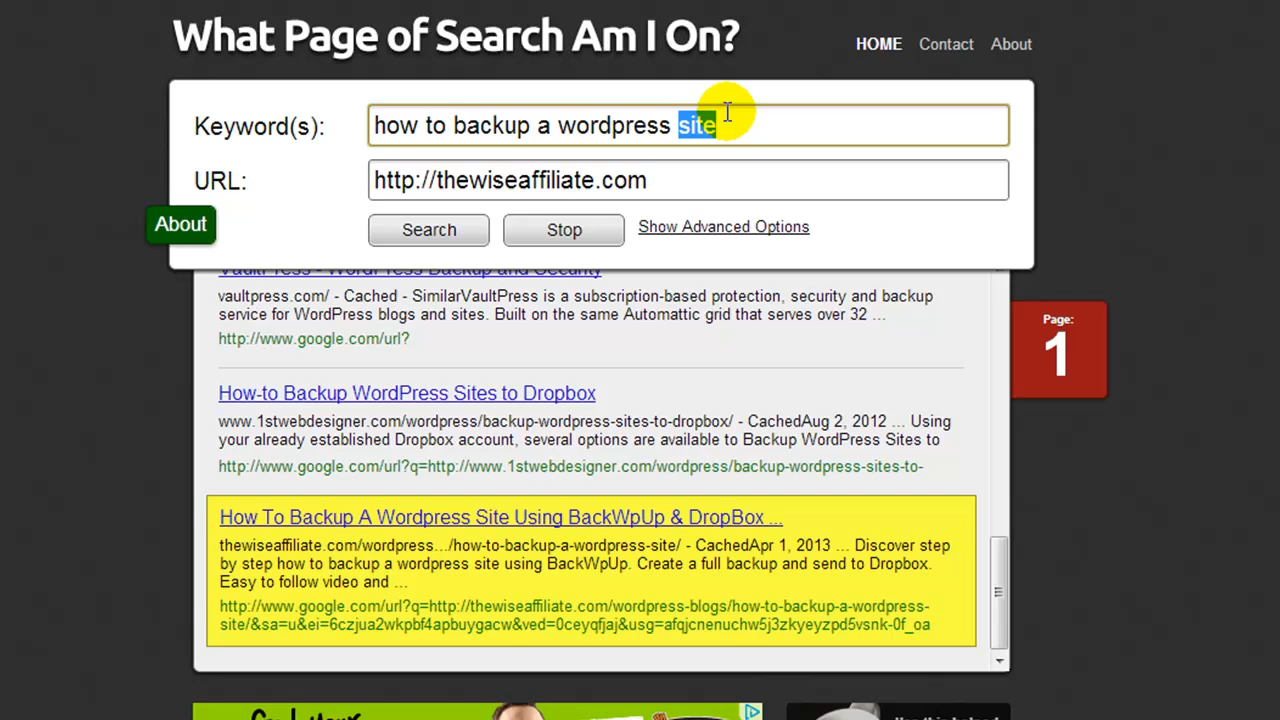 What Page of Search Am I On?
HOME Contact About
Keyword(s): how to backup a wordpress site
URL: http://thewiseaffiliate.com
About
Search Stop Show Advanced Options
VaultPress - WordPress Backup and Security
vaultpress.com/ - Cached - SimilarVaultPress is a subscription-based protection, security and backup
service for WordPress blogs and sites. Built on the same Automattic grid that serves over 32 ...
http://www.google.com/url?
Page:
1
How-to Backup WordPress Sites to Dropbox
www.1stwebdesigner.com/wordpress/backup-wordpress-sites-to-dropbox/ - CachedAug 2, 2012 ... Using
your already established Dropbox account, several options are available to Backup WordPress Sites to
http://www.google.com/url?q=http://www.1stwebdesigner.com/wordpress/backup-wordpress-sites-to-
How To Backup A Wordpress Site Using BackWpUp & DropBox ...
thewiseaffiliate.com/wordpress.../how-to-backup-a-wordpress-site/ - CachedApr 1, 2013 ... Discover step
by step how to backup a wordpress site using BackWpUp. Create a full backup and send to Dropbox.
Easy to follow video and ...
http://www.google.com/url?q=http://thewiseaffiliate.com/wordpress-blogs/how-to-backup-a-wordpress-
site/&sa=u&ei=6czjua2wkpbf4apbuygacw&ved=0ceyqfjaj&usg=afqjcnenuchw5j3zkyeyzpd5vsnk-0f_oa